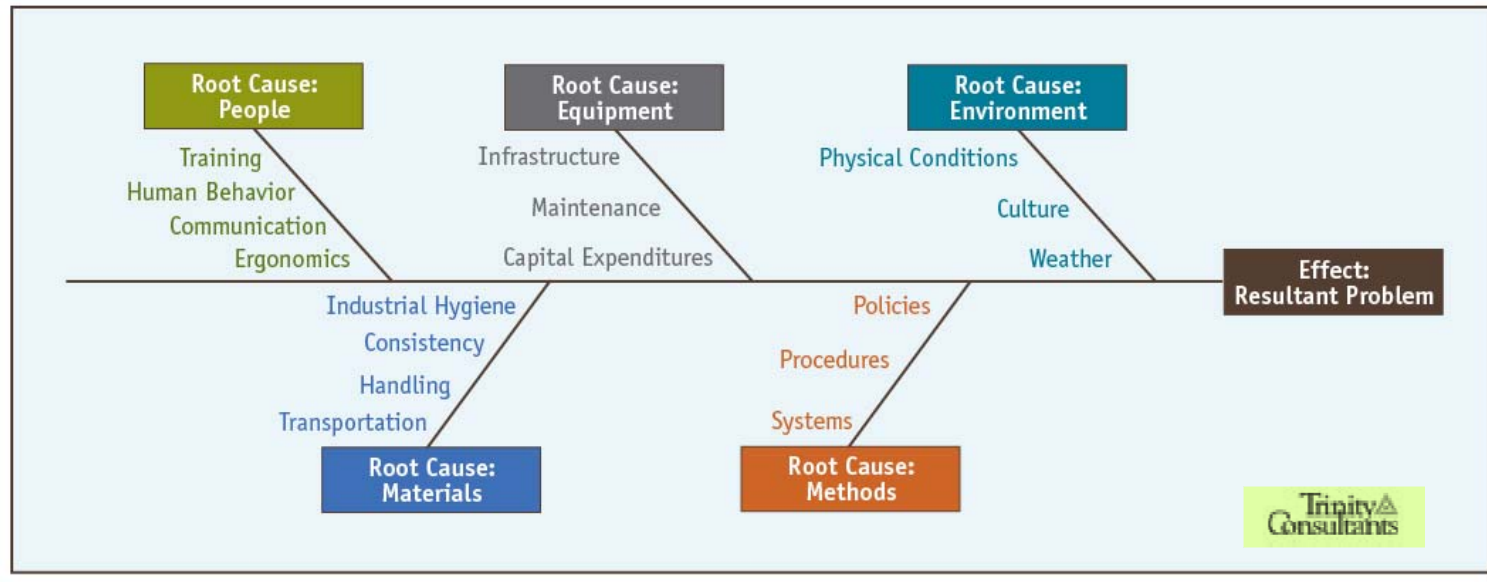 Root Cause:
People
Root Cause:
Equipment
Root Cause:
Environment
Training
Human Behavior
Communication
Ergonomics
Infrastructure
Maintenance
Capital Expenditures
Physical Conditions
Culture
Weather
Effect:
Resultant Problem
Industrial Hygiene
Consistency
Handling
Transportation
Policies
Procedures
Systems
Root Cause:
Materials
Root Cause:
Methods
Trinity
Consultants